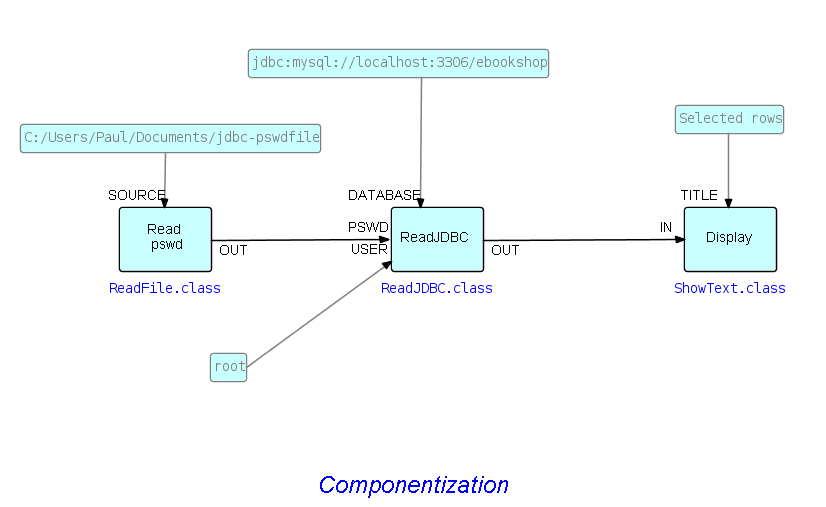 jdbc:mysql://localhost:3306/ebookshop
Selected rows
C:/Users/Paul/Documents/jdbc-pswdfile
SOURCE
DATABASE
TITLE
Read
pswd
OUT
PSWD
USER
ReadJDBC
OUT
IN
Display
ReadFile.class
ReadJDBC.class
ShowText.class
root
Componentization